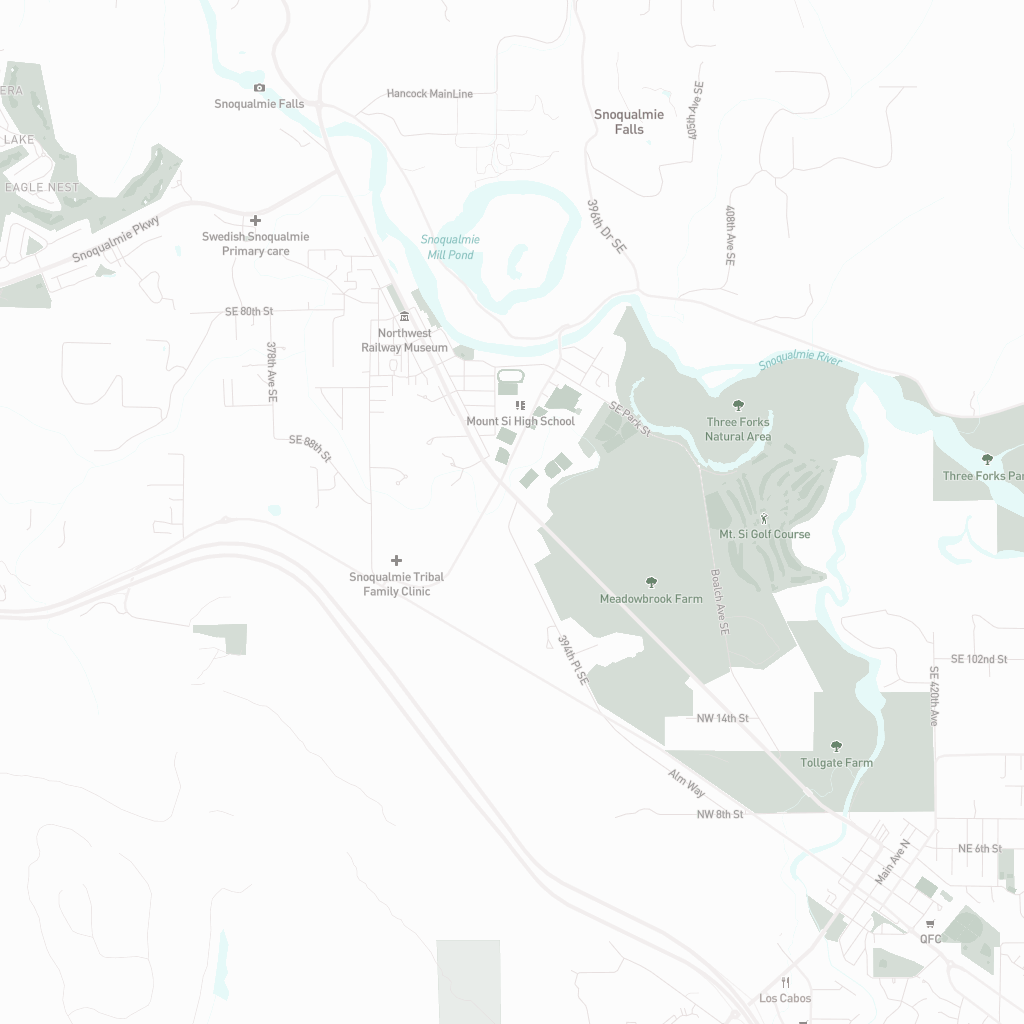 Hancock MainLine
ERA
Snoqualmie Falls
Snoqualmie
Falls
405th Ave SE
LAKE
EAGLE NEST
Snoqualmie Pkwy
Swedish Snoqualmie
Primary care
Snoqualmie
Mill Pond
396th Dr SE
408th Ave SE
SE 80th St
Northwest
Railway Museum
378th Ave SE
Snoqualmie River
SE Park St
Mount Si High School
Three Forks
Natural Area
SE 88th St
Three Forks Par
Mt. Si Golf Course
Snoqualmie Tribal
Family Clinic
Meadowbrook Farm
Boalch Ave SE
394th Pl SE
SE 102nd St
SE 420th Ave
NW 14th St
Tollgate Farm
Alm Way
NW 8th St
Main Ave N
NE 6th St
QFC
Los Cabos